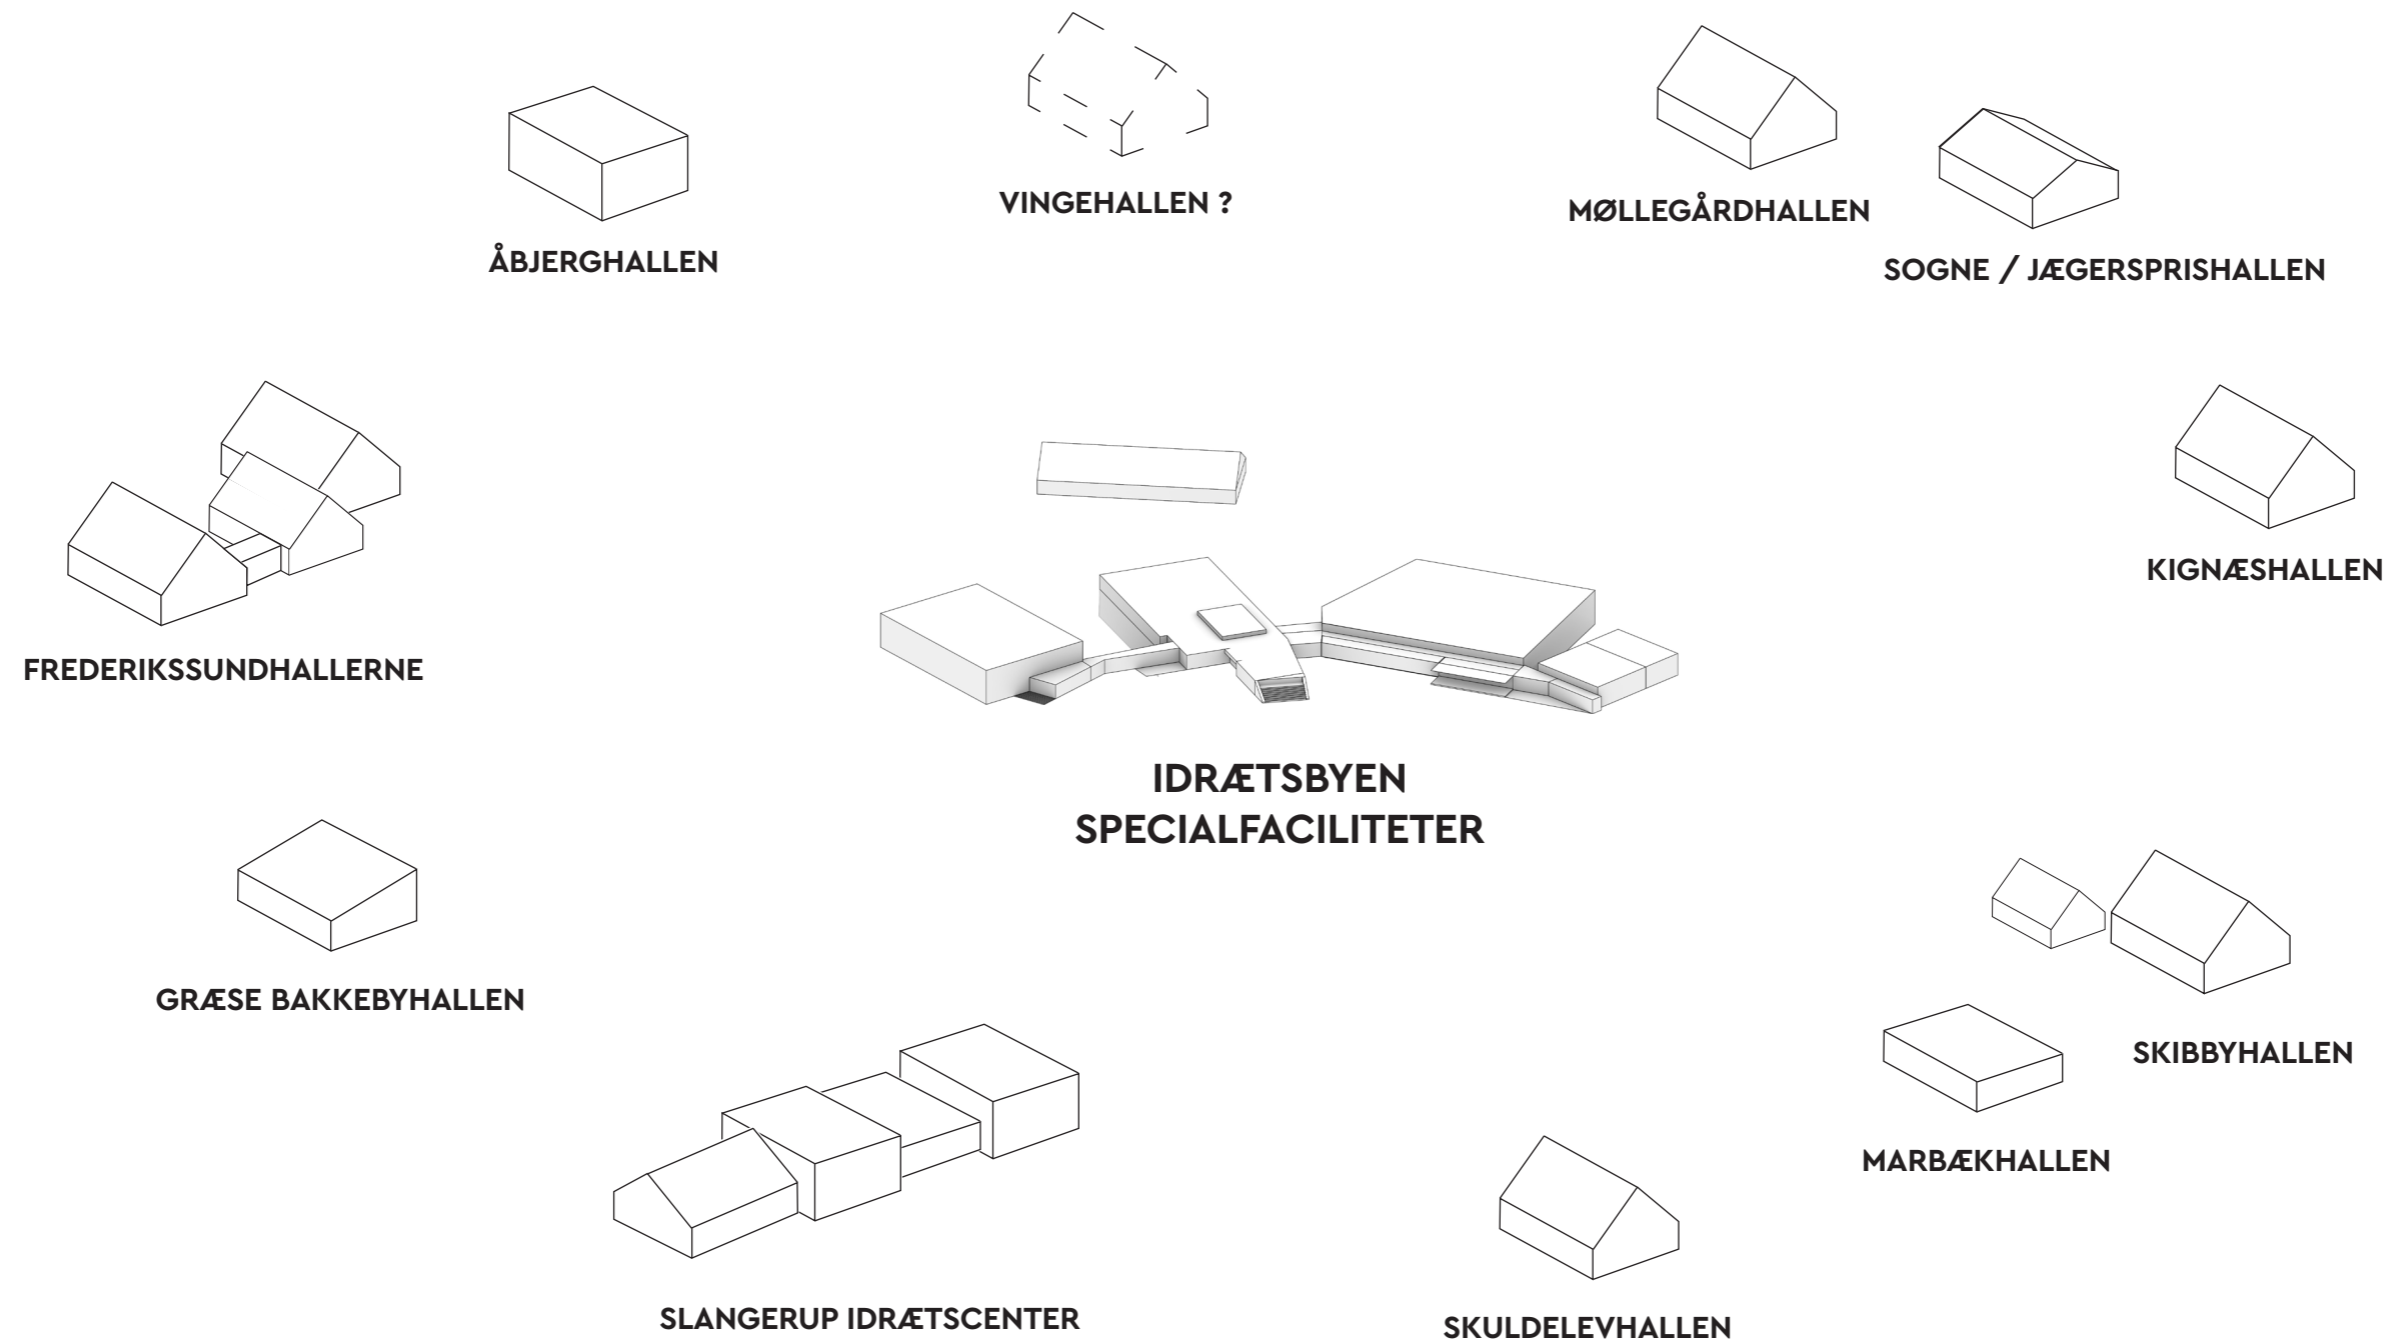 VINGEHALLEN ?
MØLLEGÅRDHALLEN
ÅBJERGHALLEN
SOGNE / JÆGERSPRISHALLEN
KIGNÆSHALLEN
FREDERIKSSUNDHALLERNE
IDRÆTSBYEN
SPECIALFACILITETER
GRÆSE BAKKEBYHALLEN
SKIBBYHALLEN
MARBÆKHALLEN
SLANGERUP IDRÆTSCENTER
SKULDELEVHALLEN